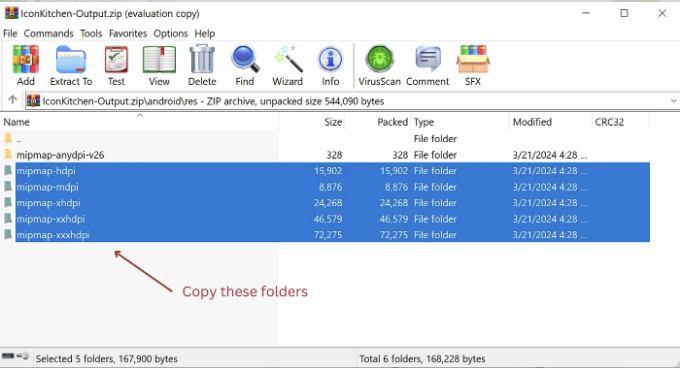 IconKitchen-Output.zip (evaluation copy)
File Commands Tools Favorites Options Help
Add Extract To Test View Delete Find Wizard Info VirusScan Comment SFX
IconKitchen-Output.zip\android\res - ZIP archive, unpacked size 544,090 bytes
Name Size Packed Type Modified CRC32
.. File folder
mipmap-anydpi-v26 328 328 File folder 3/21/2024 4:28 ...
mipmap-hdpi 15,902 15,902 File folder 3/21/2024 4:28 ...
mipmap-mdpi 8,876 8,876 File folder 3/21/2024 4:28 ...
mipmap-xhdpi 24,268 24,268 File folder 3/21/2024 4:28 ...
mipmap-xxhdpi 46,579 46,579 File folder 3/21/2024 4:28 ...
mipmap-xxxhdpi 72,275 72,275 File folder 3/21/2024 4:28 ...
Copy these folders
Selected 5 folders, 167,900 bytes Total 6 folders, 168,228 bytes